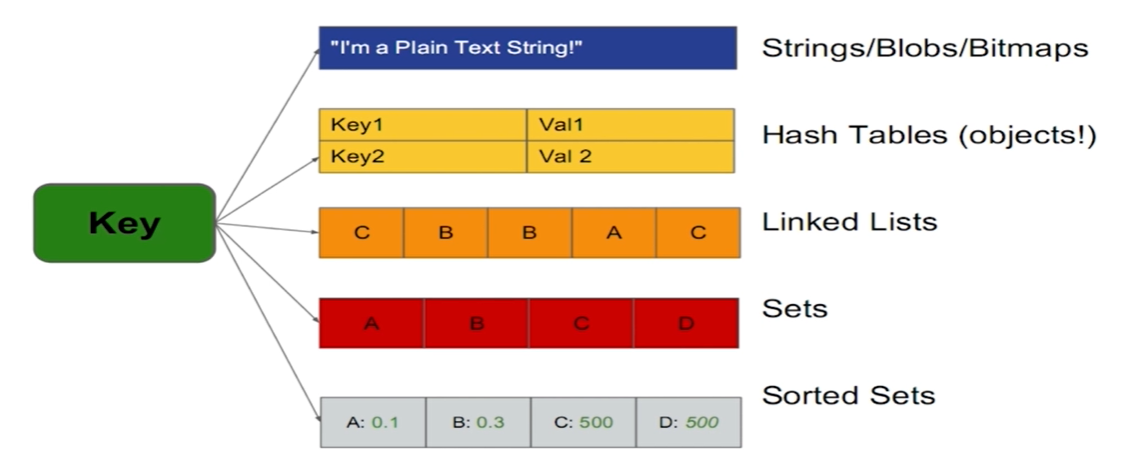 Key
"I'm a Plain Text String!"
Strings/Blobs/Bitmaps
Key1 Val1
Key2 Val 2
Hash Tables (objects!)
C B B A C
Linked Lists
A B C D
Sets
A: 0.1 B: 0.3 C: 500 D: 500
Sorted Sets